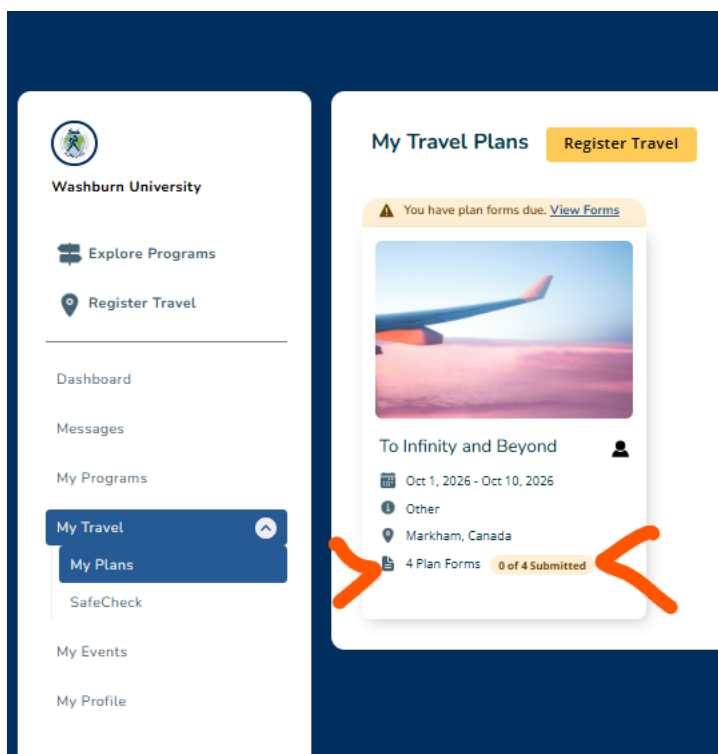 Washburn University
Explore Programs
Register Travel
Dashboard
Messages
My Programs
My Travel
My Plans
SafeCheck
My Events
My Profile
My Travel Plans
Register Travel
You have plan forms due. View Forms
To Infinity and Beyond
Oct 1, 2026 - Oct 10, 2026
Other
Markham, Canada
4 Plan Forms 0 of 4 Submitted